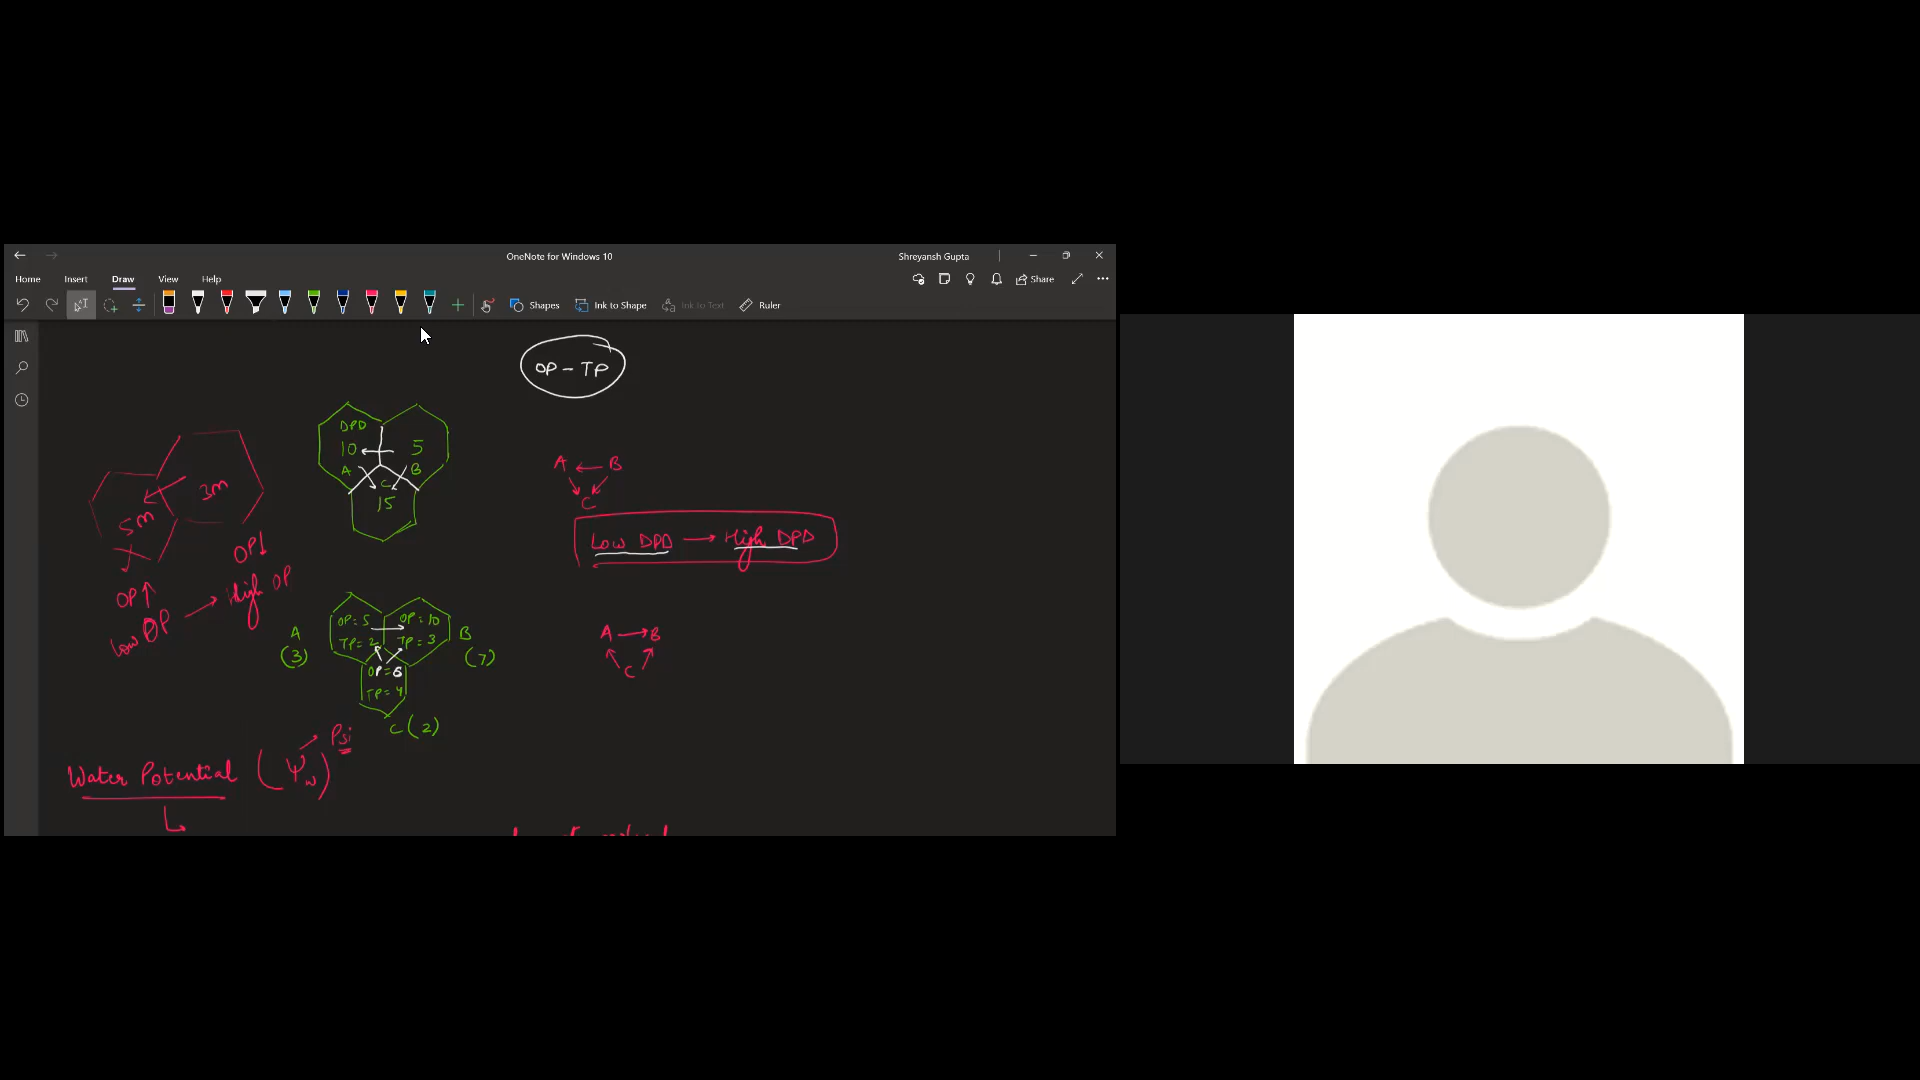 OneNote for Windows 10
Shreyansh Gupta
Home Insert Draw View Help
Share
Shapes Ink to Shape Ink to Text Ruler
OP - TP
DPD
10 5
A B
C
15
A ← B
C
Low DPD → High DPD
3m
5m
OP↓
OP↑
Low OP → High OP
A
(3)
OP = 5
TP = 2
OP = 10
TP = 3
B
(7)
OP = 6
TP = 4
C (2)
A → B
C
Psi
Water Potential (Ψw)